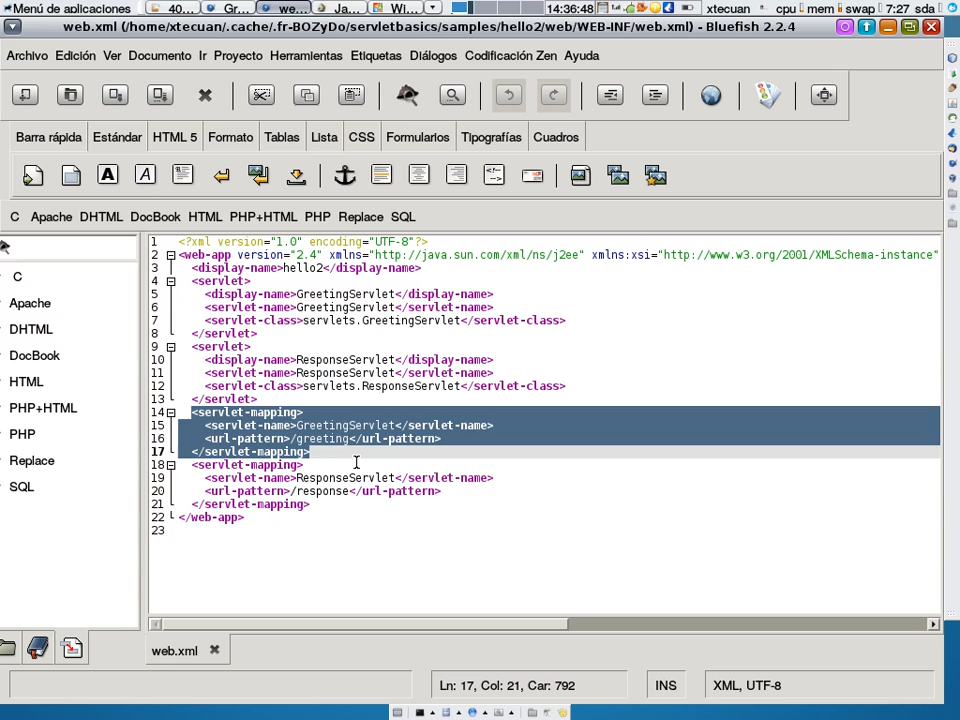 Menú de aplicaciones 40... Gr... we... Ja... Wi... 14:36:48 xtecuan cpu mem swap 7:27 sda
web.xml (/home/xtecuan/.cache/.fr-BOZyDo/servletbasics/samples/hello2/web/WEB-INF/web.xml) - Bluefish 2.2.4
Archivo Edición Ver Documento Ir Proyecto Herramientas Etiquetas Diálogos Codificación Zen Ayuda
Barra rápida Estándar HTML 5 Formato Tablas Lista CSS Formularios Tipografías Cuadros
C Apache DHTML DocBook HTML PHP+HTML PHP Replace SQL
C
Apache
DHTML
DocBook
HTML
PHP+HTML
PHP
Replace
SQL
1 <?xml version="1.0" encoding="UTF-8"?>
2 <web-app version="2.4" xmlns="http://java.sun.com/xml/ns/j2ee" xmlns:xsi="http://www.w3.org/2001/XMLSchema-instance"
3 <display-name>hello2</display-name>
4 <servlet>
5 <display-name>GreetingServlet</display-name>
6 <servlet-name>GreetingServlet</servlet-name>
7 <servlet-class>servlets.GreetingServlet</servlet-class>
8 </servlet>
9 <servlet>
10 <display-name>ResponseServlet</display-name>
11 <servlet-name>ResponseServlet</servlet-name>
12 <servlet-class>servlets.ResponseServlet</servlet-class>
13 </servlet>
14 <servlet-mapping>
15 <servlet-name>GreetingServlet</servlet-name>
16 <url-pattern>/greeting</url-pattern>
17 </servlet-mapping>
18 <servlet-mapping>
19 <servlet-name>ResponseServlet</servlet-name>
20 <url-pattern>/response</url-pattern>
21 </servlet-mapping>
22 </web-app>
23
web.xml
Ln: 17, Col: 21, Car: 792 INS XML, UTF-8